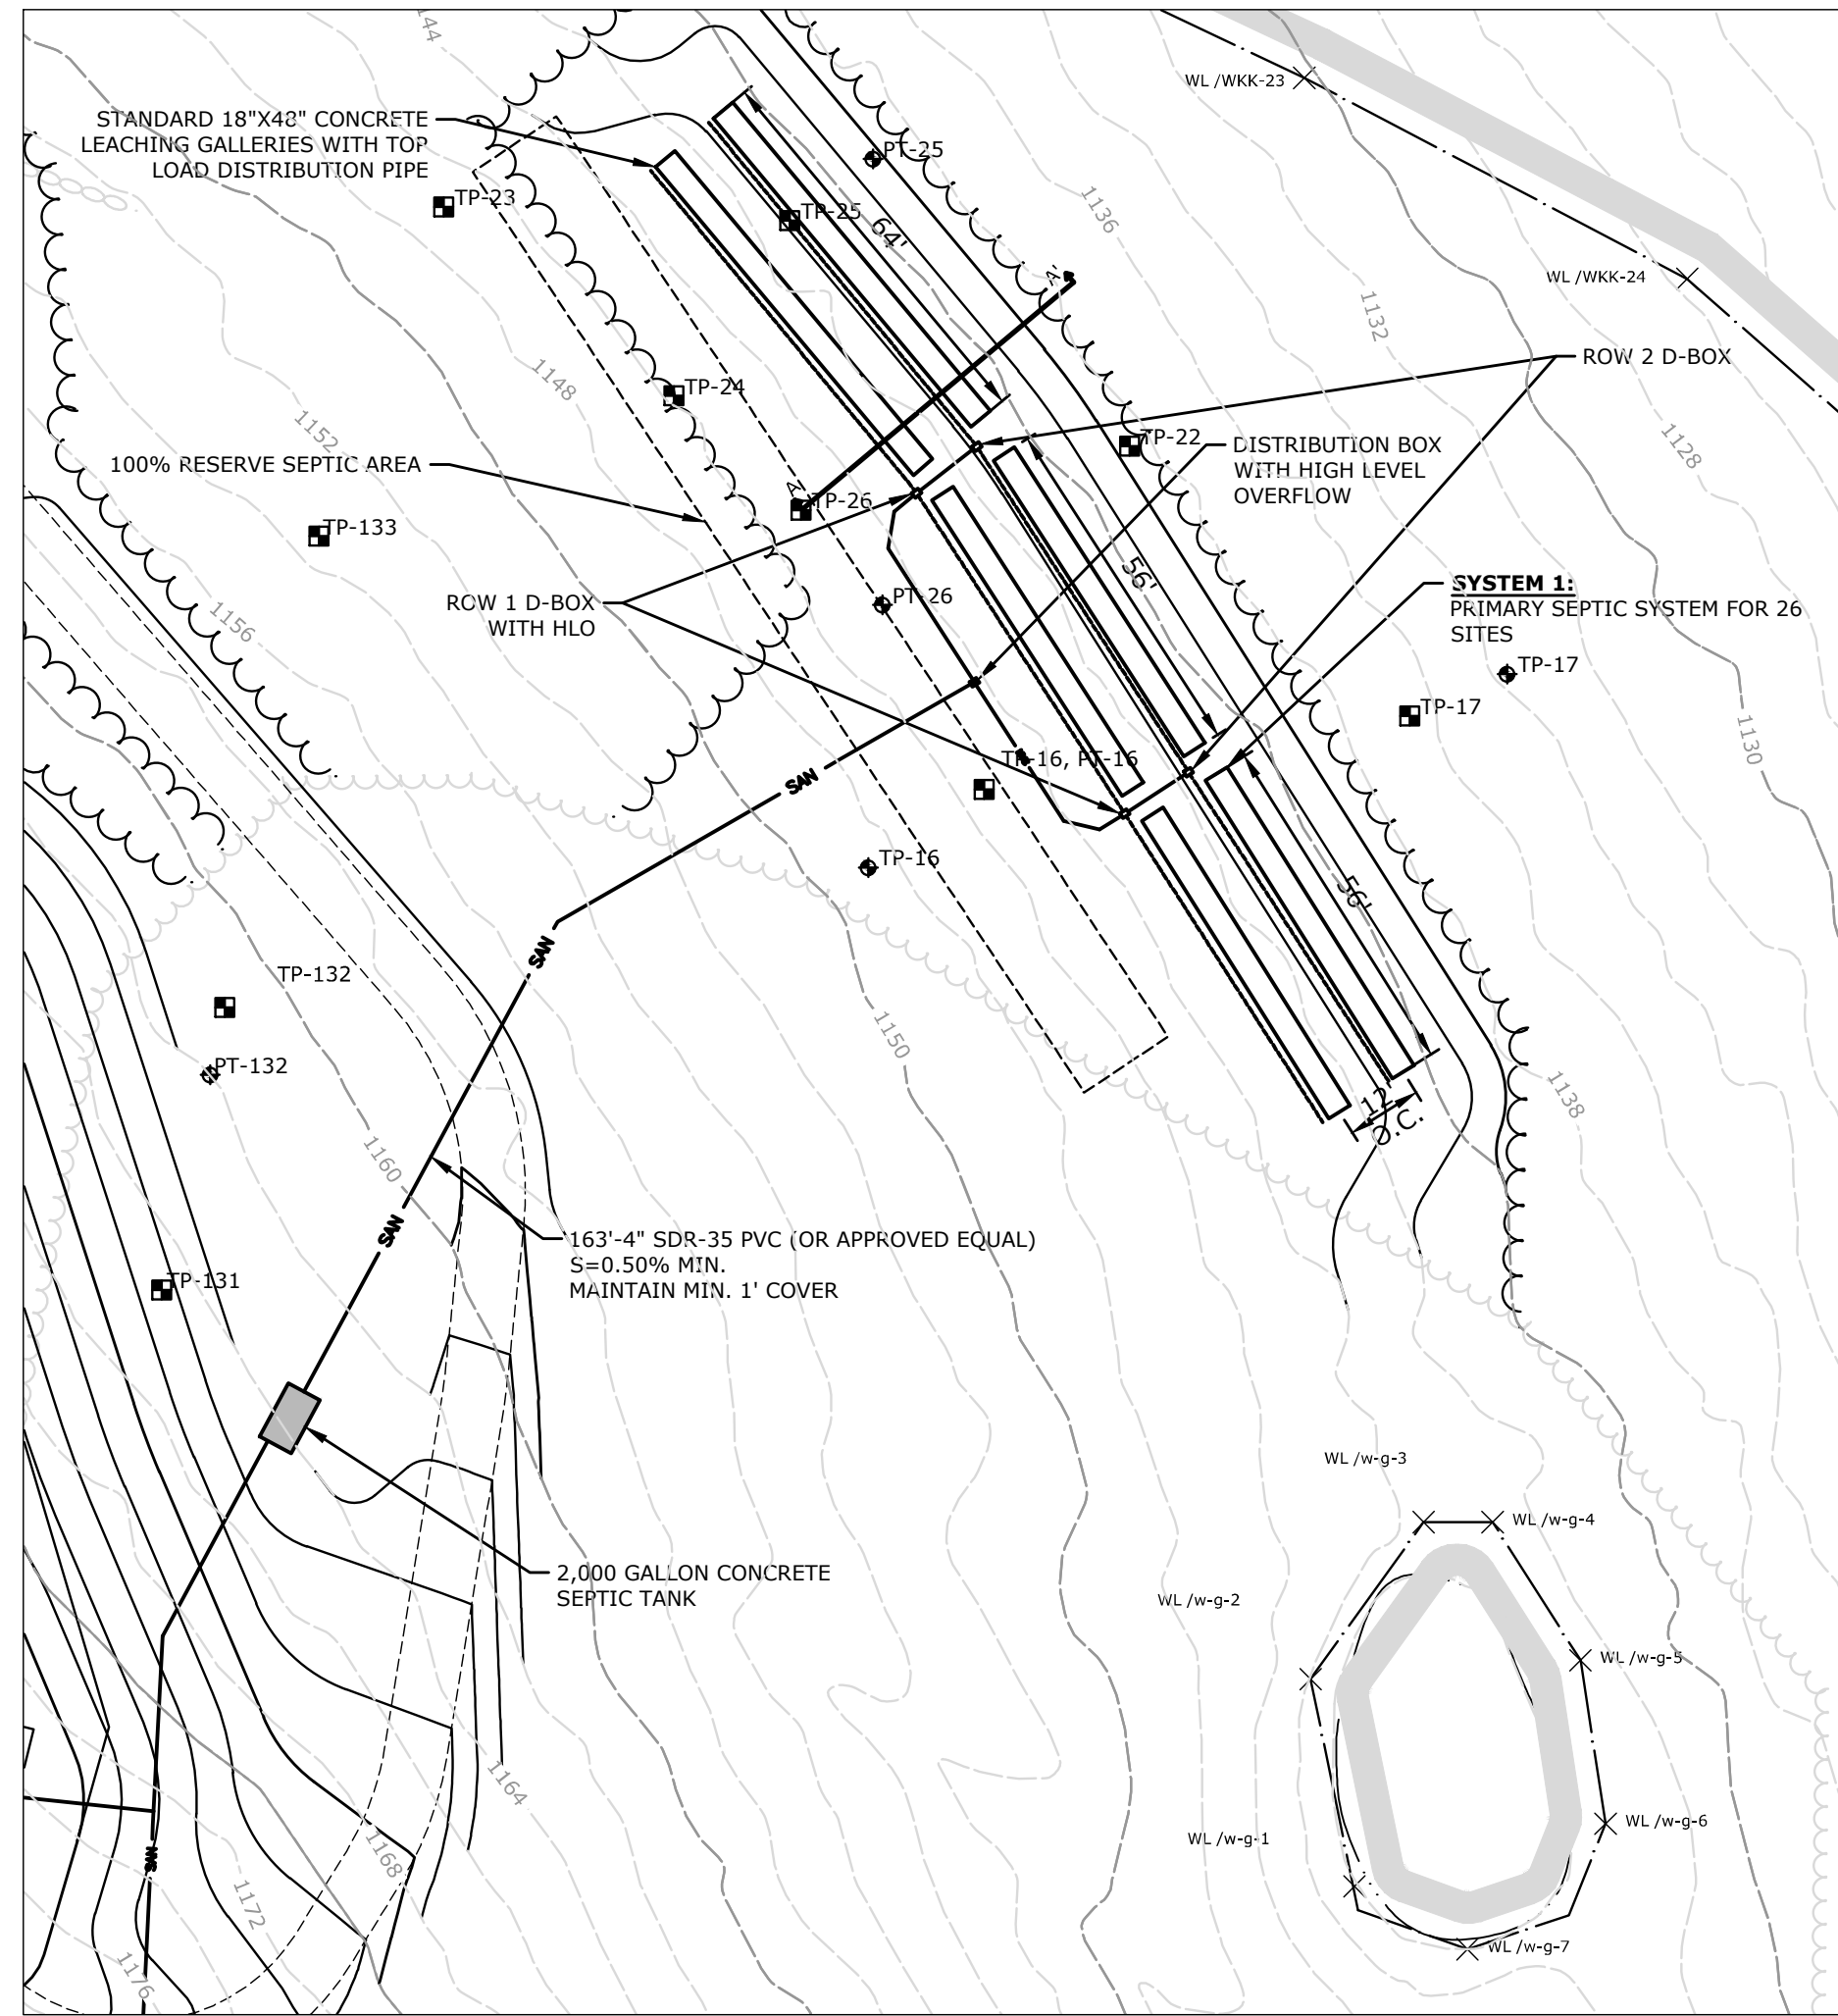 1144
WL /WKK-23
STANDARD 18"X48" CONCRETE
LEACHING GALLERIES WITH TOP
LOAD DISTRIBUTION PIPE
PT-25
TP-23
TP-25
64'
1136
A'
WL /WKK-24
1132
ROW 2 D-BOX
1148
TP-24
1152
TP-22
DISTRIBUTION BOX
WITH HIGH LEVEL
OVERFLOW
1128
100% RESERVE SEPTIC AREA
A
TP-26
TP-133
56'
SYSTEM 1:
PRIMARY SEPTIC SYSTEM FOR 26
SITES
ROW 1 D-BOX
WITH HLO
PT-26
1156
TP-17
TP-17
1130
TP-16, PT-16
SAN
TP-16
56'
SAN
TP-132
1150
PT-132
1138
12'
O.C.
1160
SAN
163'-4" SDR-35 PVC (OR APPROVED EQUAL)
S=0.50% MIN.
MAINTAIN MIN. 1' COVER
TP-131
WL /w-g-3
WL /w-g-4
2,000 GALLON CONCRETE
SEPTIC TANK
WL /w-g-2
WL /w-g-5
1164
WL /w-g-6
WL /w-g-1
1168
SAN
1172
WL /w-g-7
1176